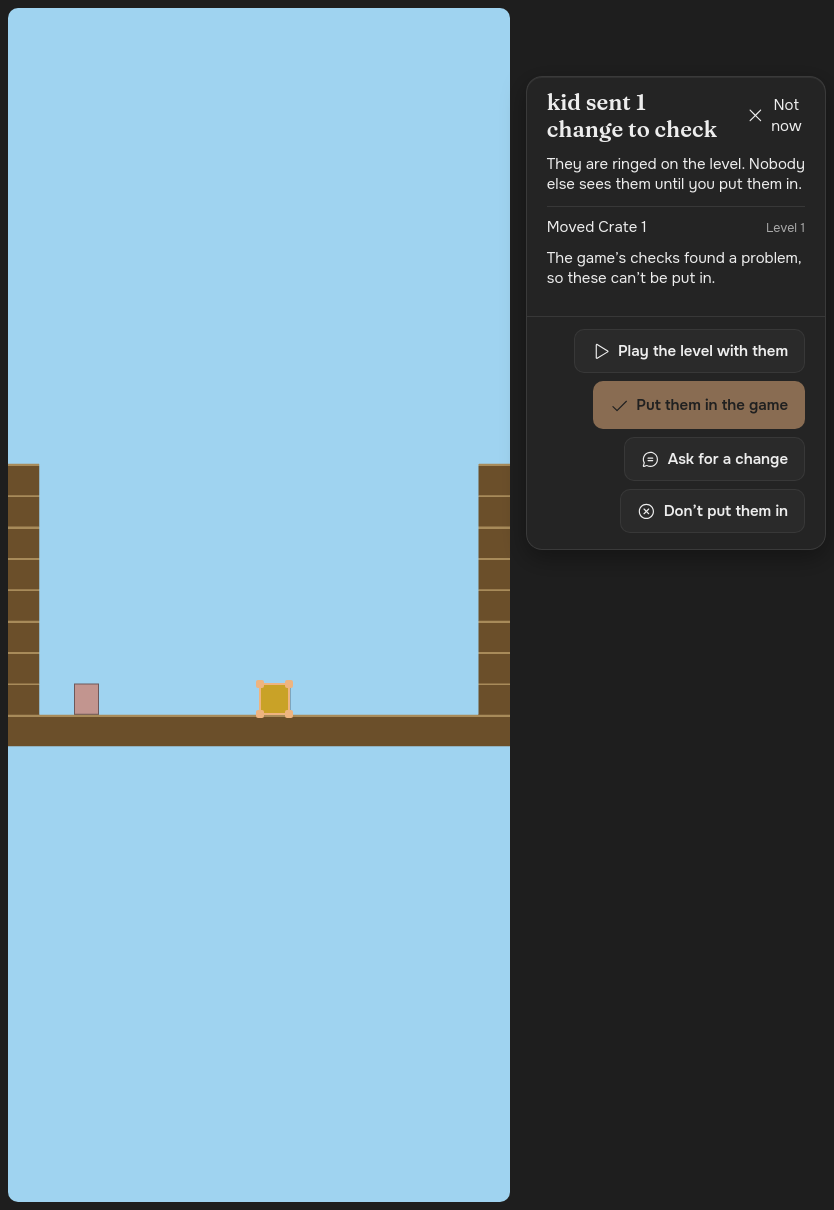 kid sent 1
change to check
Not
now
They are ringed on the level. Nobody
else sees them until you put them in.
Moved Crate 1
Level 1
The game’s checks found a problem,
so these can’t be put in.
Play the level with them
Put them in the game
Ask for a change
Don’t put them in